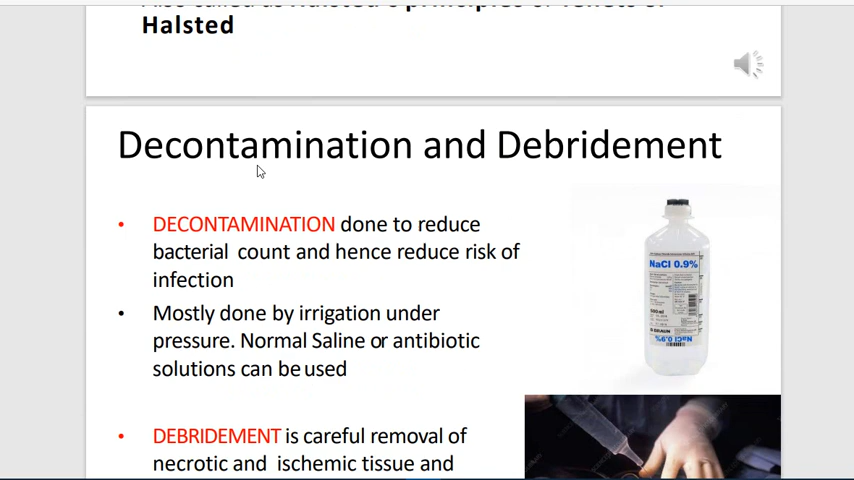 Also called as Halsted's principles or Tenets of
Halsted
Decontamination and Debridement
• DECONTAMINATION done to reduce
bacterial count and hence reduce risk of
infection
• Mostly done by irrigation under
pressure. Normal Saline or antibiotic
solutions can be used
• DEBRIDEMENT is careful removal of
necrotic and ischemic tissue and
NaCl 0.9%
500 ml
B BRAUN
NaCl 0.9%